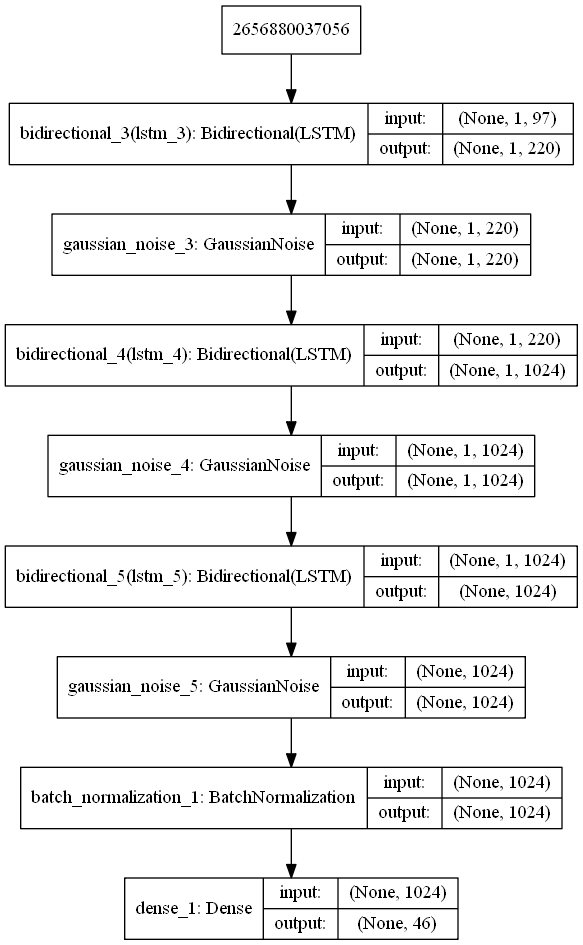 2656880037056
bidirectional_3(lstm_3): Bidirectional(LSTM)
input:
(None, 1, 97)
output:
(None, 1, 220)
gaussian_noise_3: GaussianNoise
input:
(None, 1, 220)
output:
(None, 1, 220)
bidirectional_4(lstm_4): Bidirectional(LSTM)
input:
(None, 1, 220)
output:
(None, 1, 1024)
gaussian_noise_4: GaussianNoise
input:
(None, 1, 1024)
output:
(None, 1, 1024)
bidirectional_5(lstm_5): Bidirectional(LSTM)
input:
(None, 1, 1024)
output:
(None, 1024)
gaussian_noise_5: GaussianNoise
input:
(None, 1024)
output:
(None, 1024)
batch_normalization_1: BatchNormalization
input:
(None, 1024)
output:
(None, 1024)
dense_1: Dense
input:
(None, 1024)
output:
(None, 46)